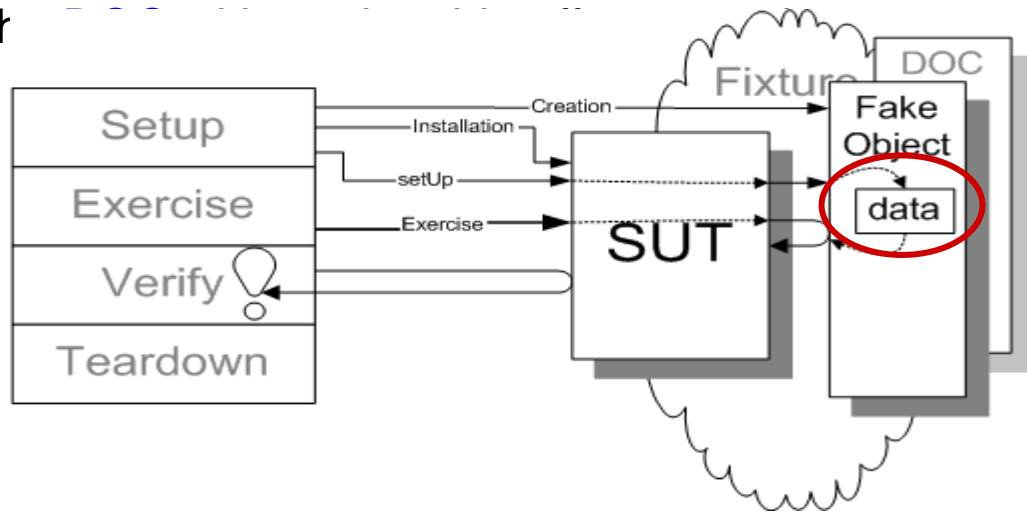 DOC
Fixture
Fake
Object
data
Setup
Exercise
Verify
Teardown
Creation
Installation
setUp
Exercise
SUT